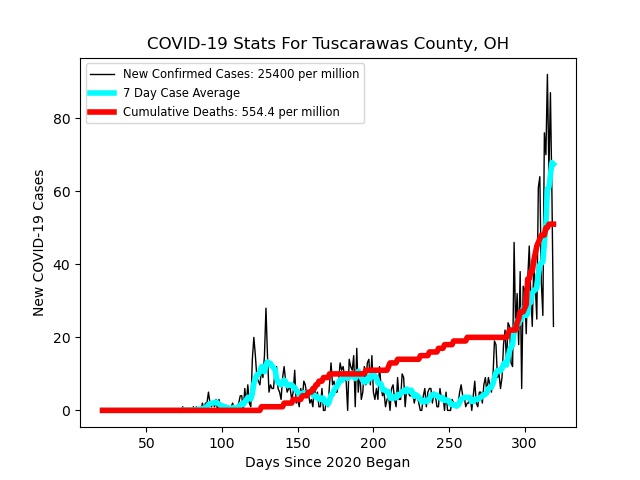 COVID-19 Stats For Tuscarawas County, OH
New Confirmed Cases: 25400 per million
7 Day Case Average
Cumulative Deaths: 554.4 per million
New COVID-19 Cases
80
60
40
20
0
50 100 150 200 250 300
Days Since 2020 Began